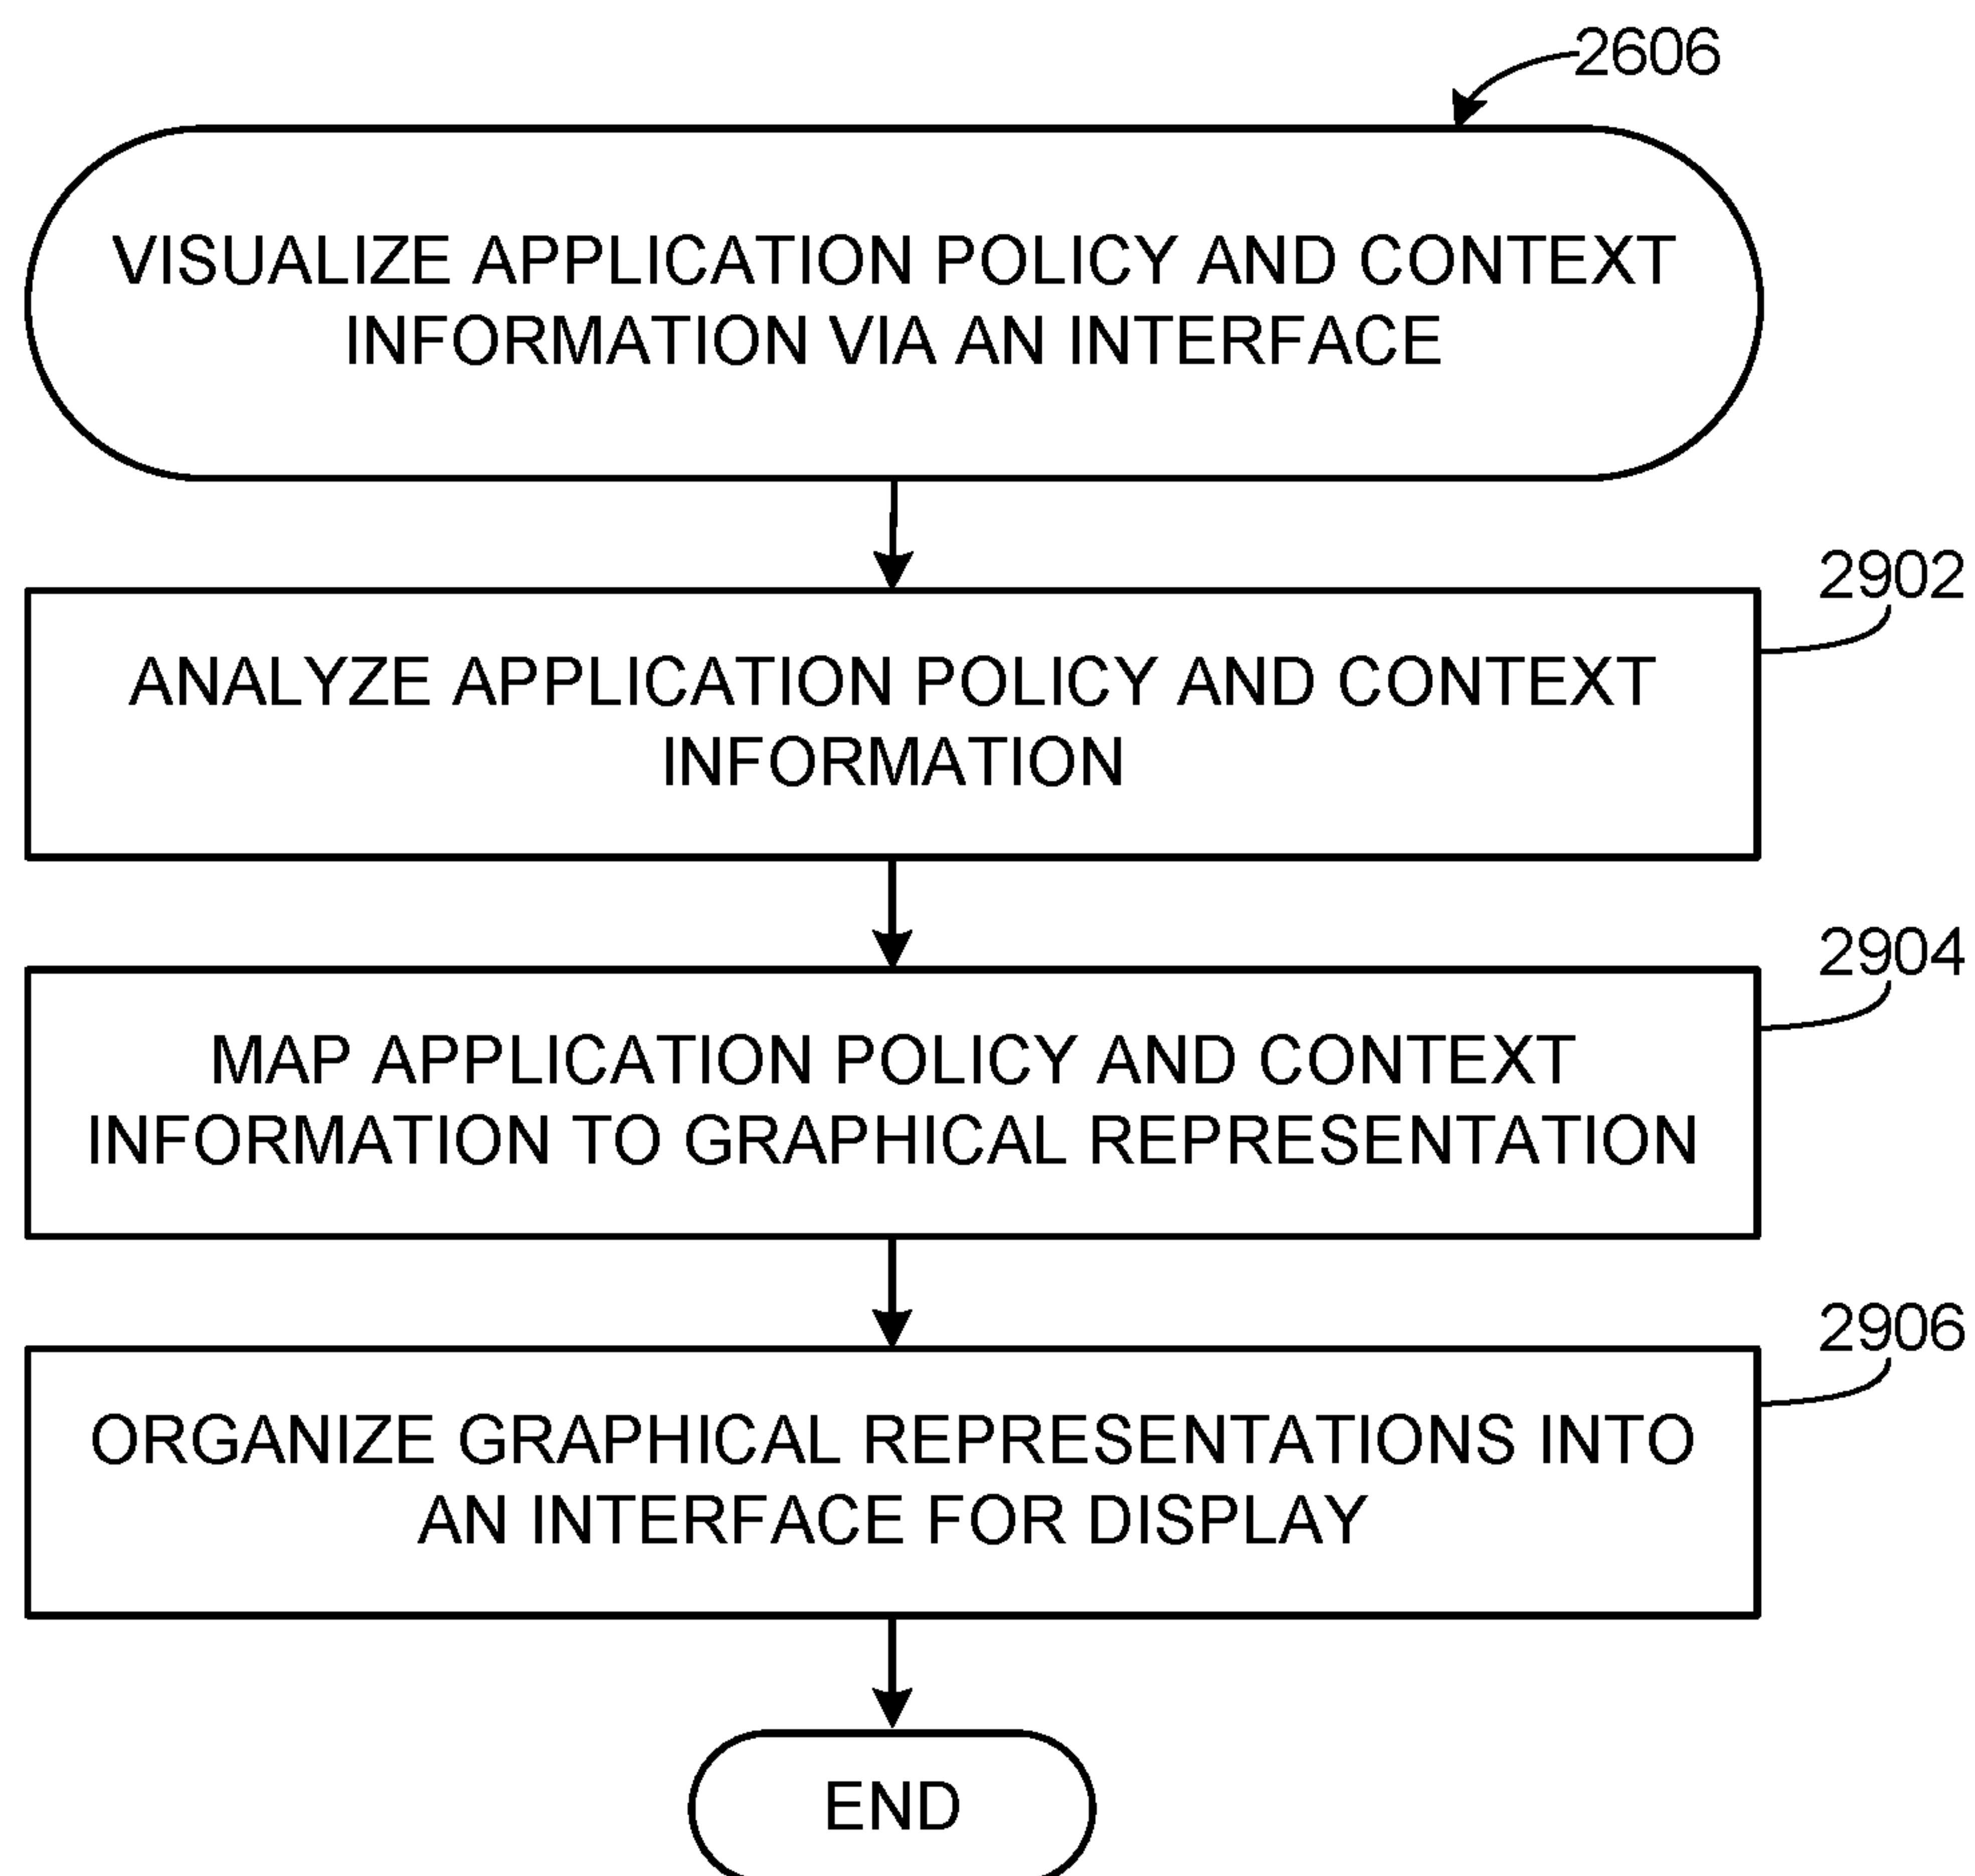 2606
VISUALIZE APPLICATION POLICY AND CONTEXT
INFORMATION VIA AN INTERFACE
2902
ANALYZE APPLICATION POLICY AND CONTEXT
INFORMATION
2904
MAP APPLICATION POLICY AND CONTEXT
INFORMATION TO GRAPHICAL REPRESENTATION
2906
ORGANIZE GRAPHICAL REPRESENTATIONS INTO
AN INTERFACE FOR DISPLAY
END